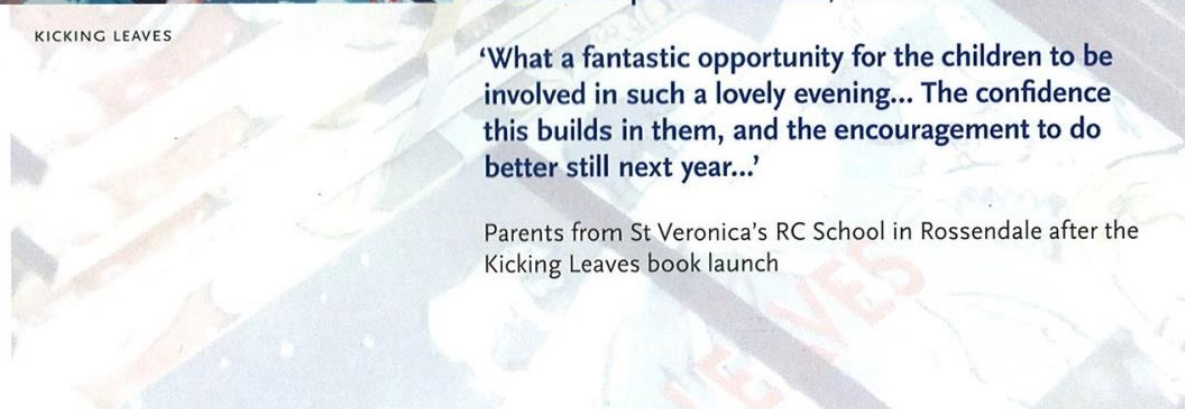 KICKING LEAVES
‘What a fantastic opportunity for the children to be
involved in such a lovely evening... The confidence
this builds in them, and the encouragement to do
better still next year...’
Parents from St Veronica’s RC School in Rossendale after the
Kicking Leaves book launch
LEAVES